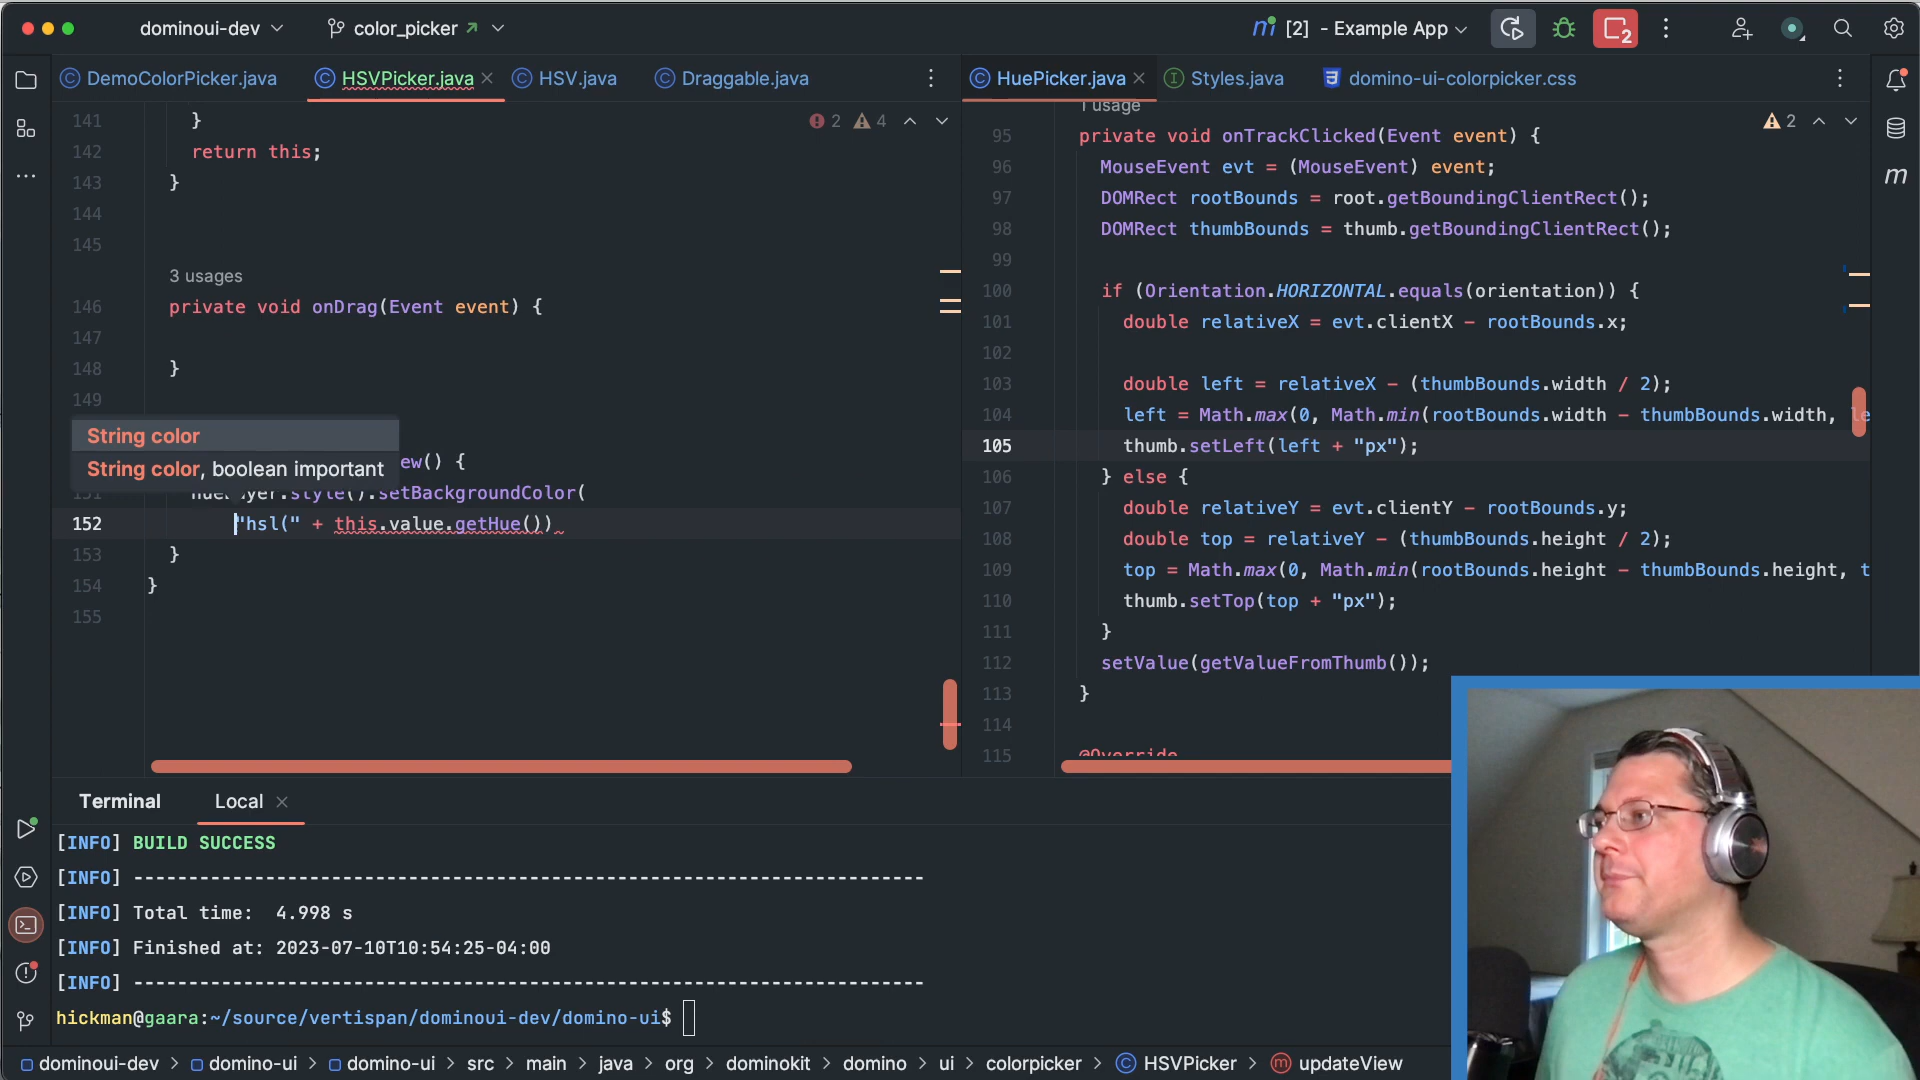 dominoui-dev
color_picker
[2] - Example App
2
DemoColorPicker.java
HSVPicker.java
HSV.java
Draggable.java
HuePicker.java
Styles.java
domino-ui-colorpicker.css
2 4
141 }
142 return this;
143 }
144
145
3 usages
146 private void onDrag(Event event) {
147
148 }
149
String color
String color, boolean important
ew() {
yer.style().setBackgroundColor(
152 "hsl(" + this.value.getHue())
153 }
154 }
155
1 usage
2
95 private void onTrackClicked(Event event) {
96 MouseEvent evt = (MouseEvent) event;
97 DOMRect rootBounds = root.getBoundingClientRect();
98 DOMRect thumbBounds = thumb.getBoundingClientRect();
99
100 if (Orientation.HORIZONTAL.equals(orientation)) {
101 double relativeX = evt.clientX - rootBounds.x;
102
103 double left = relativeX - (thumbBounds.width / 2);
104 left = Math.max(0, Math.min(rootBounds.width - thumbBounds.width, le
105 thumb.setLeft(left + "px");
106 } else {
107 double relativeY = evt.clientY - rootBounds.y;
108 double top = relativeY - (thumbBounds.height / 2);
109 top = Math.max(0, Math.min(rootBounds.height - thumbBounds.height, t
110 thumb.setTop(top + "px");
111 }
112 setValue(getValueFromThumb());
113 }
114
115 @Override
m
Terminal
Local
[INFO] BUILD SUCCESS
[INFO] ------------------------------------------------------------------------
[INFO] Total time:  4.998 s
[INFO] Finished at: 2023-07-10T10:54:25-04:00
[INFO] ------------------------------------------------------------------------
hickman@gaara:~/source/vertispan/dominoui-dev/domino-ui$
dominoui-dev > domino-ui > domino-ui > src > main > java > org > dominokit > domino > ui > colorpicker > HSVPicker > updateView